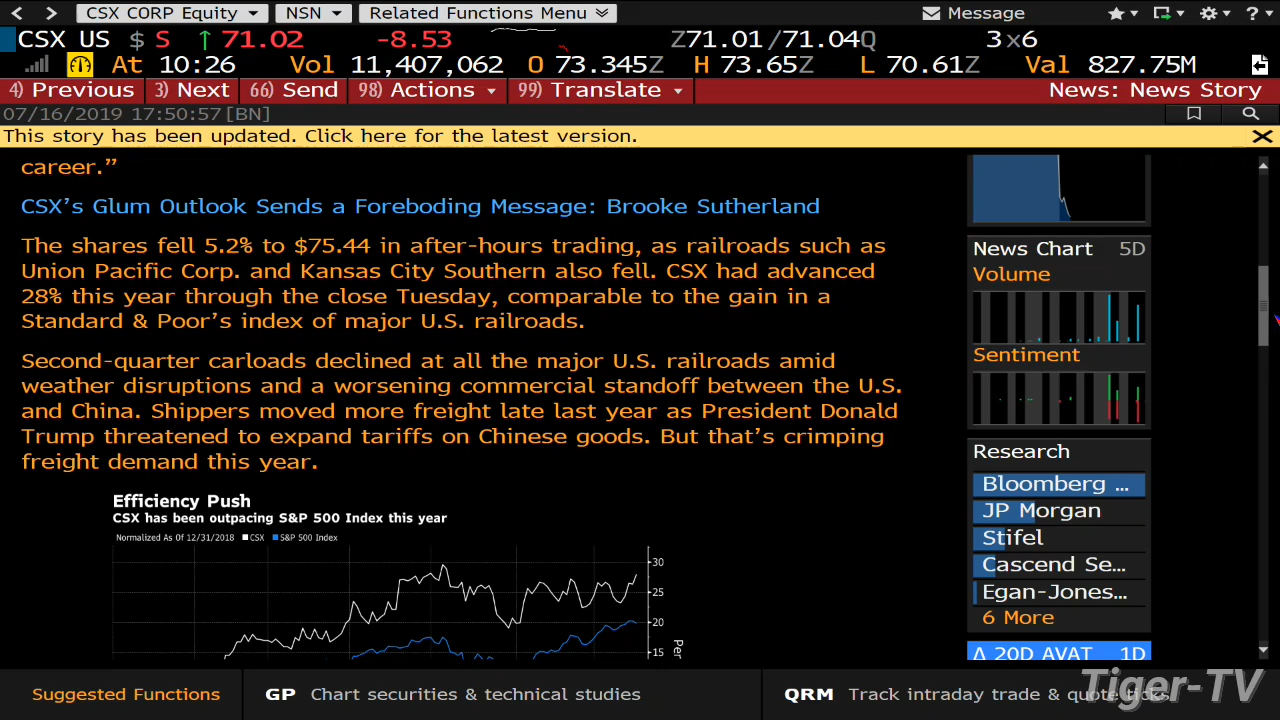 CSX CORP Equity NSN Related Functions Menu Message ?
CSX US $ S ↑ 71.02 -8.53 Z71.01/71.04Q 3x6
At 10:26 Vol 11,407,062 O 73.345Z H 73.65Z L 70.61Z Val 827.75M
4) Previous 3) Next 66) Send 98) Actions 99) Translate News: News Story
07/16/2019 17:50:57 [BN]
This story has been updated. Click here for the latest version.
career.”
CSX’s Glum Outlook Sends a Foreboding Message: Brooke Sutherland
The shares fell 5.2% to $75.44 in after-hours trading, as railroads such as
Union Pacific Corp. and Kansas City Southern also fell. CSX had advanced
28% this year through the close Tuesday, comparable to the gain in a
Standard & Poor’s index of major U.S. railroads.
Second-quarter carloads declined at all the major U.S. railroads amid
weather disruptions and a worsening commercial standoff between the U.S.
and China. Shippers moved more freight late last year as President Donald
Trump threatened to expand tariffs on Chinese goods. But that’s crimping
freight demand this year.
Efficiency Push
CSX has been outpacing S&P 500 Index this year
Normalized As Of 12/31/2018 CSX S&P 500 Index
30
25
20
15
Per
News Chart 5D
Volume
Sentiment
Research
Bloomberg ...
JP Morgan
Stifel
Cascend Se...
Egan-Jones...
6 More
Δ 20D AVAT 1D
Suggested Functions GP Chart securities & technical studies QRM Track intraday trade & quote ticks
Tiger-TV